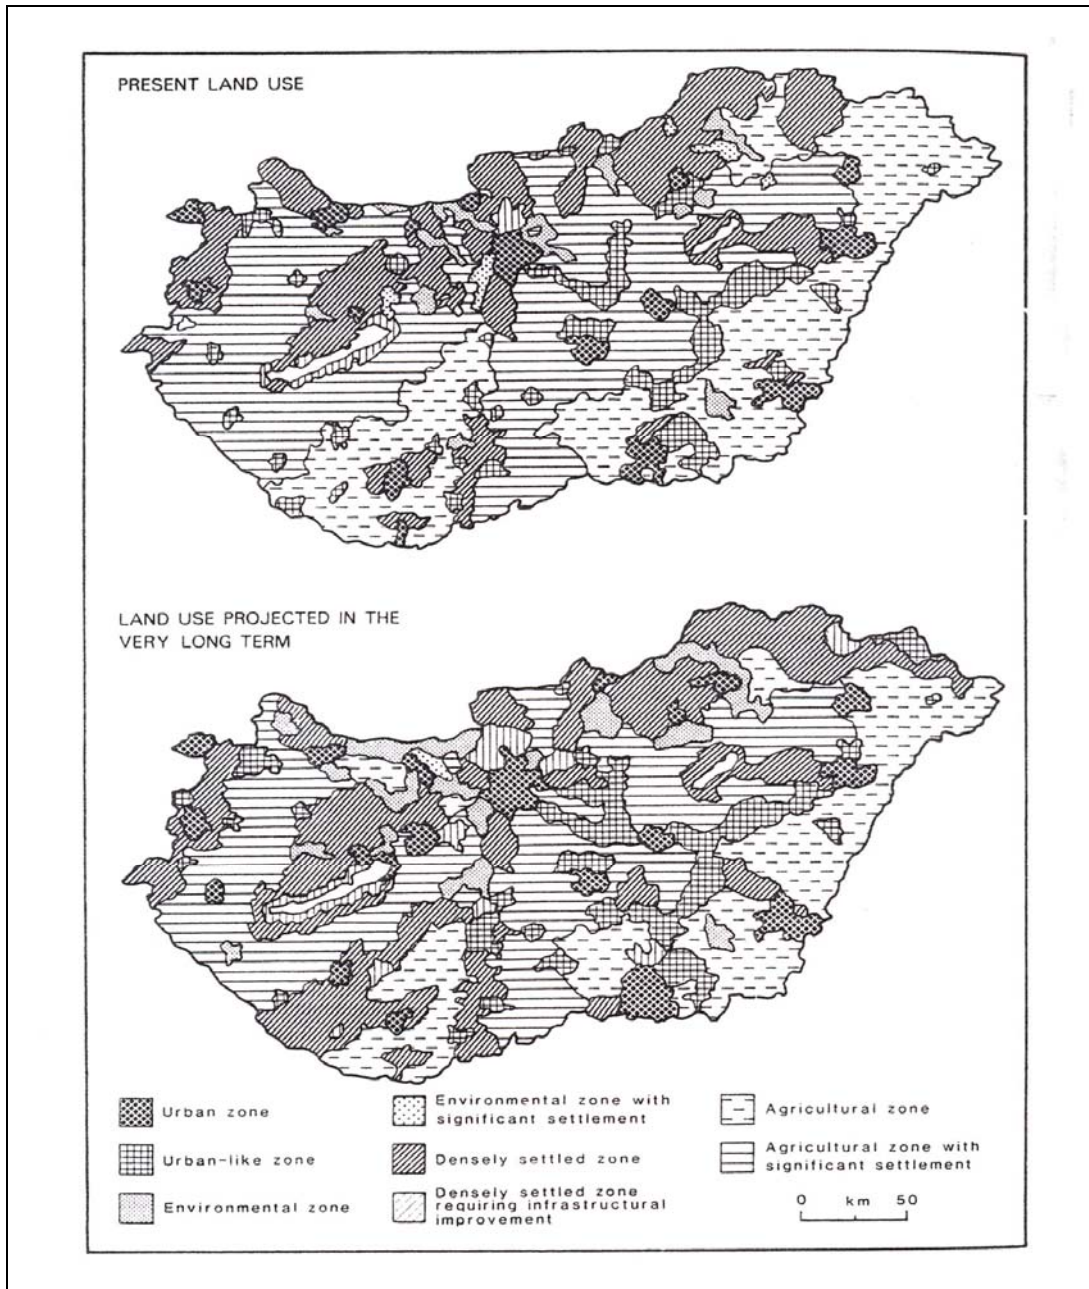 PRESENT LAND USE
LAND USE PROJECTED IN THE
VERY LONG TERM
Urban zone
Urban-like zone
Environmental zone
Environmental zone with
significant settlement
Densely settled zone
Densely settled zone
requiring infrastructural
improvement
Agricultural zone
Agricultural zone with
significant settlement
0 km 50